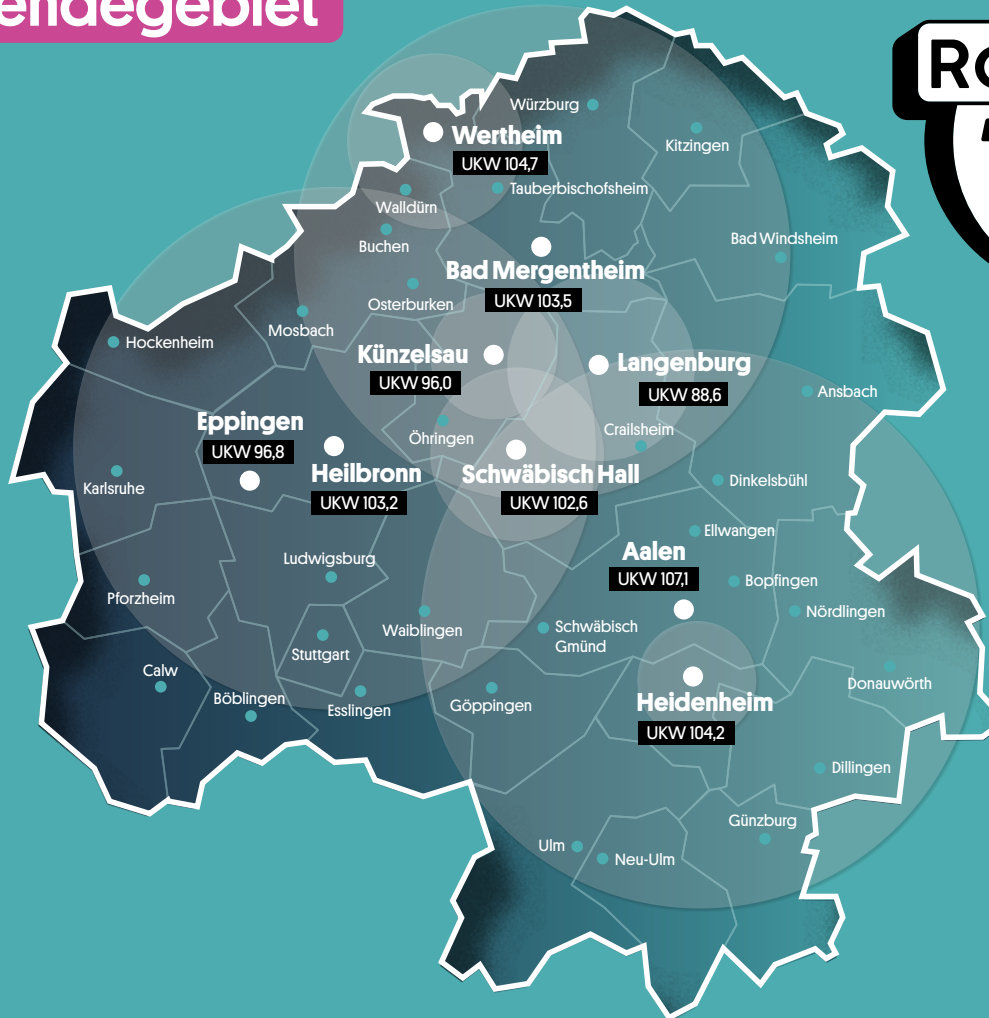 Würzburg
Kitzingen
Wertheim
UKW 104,7
Tauberbischofsheim
Walldürn
Buchen
Bad Windsheim
Bad Mergentheim
UKW 103,5
Osterburken
Mosbach
Hockenheim
Künzelsau
UKW 96,0
Langenburg
UKW 88,6
Ansbach
Eppingen
UKW 96,8
Öhringen
Crailsheim
Heilbronn
UKW 103,2
Schwäbisch Hall
UKW 102,6
Karlsruhe
Dinkelsbühl
Ellwangen
Aalen
UKW 107,1
Ludwigsburg
Bopfingen
Pforzheim
Nördlingen
Waiblingen
Schwäbisch
Gmünd
Stuttgart
Calw
Donauwörth
Böblingen
Esslingen
Göppingen
Heidenheim
UKW 104,2
Dillingen
Günzburg
Ulm
Neu-Ulm